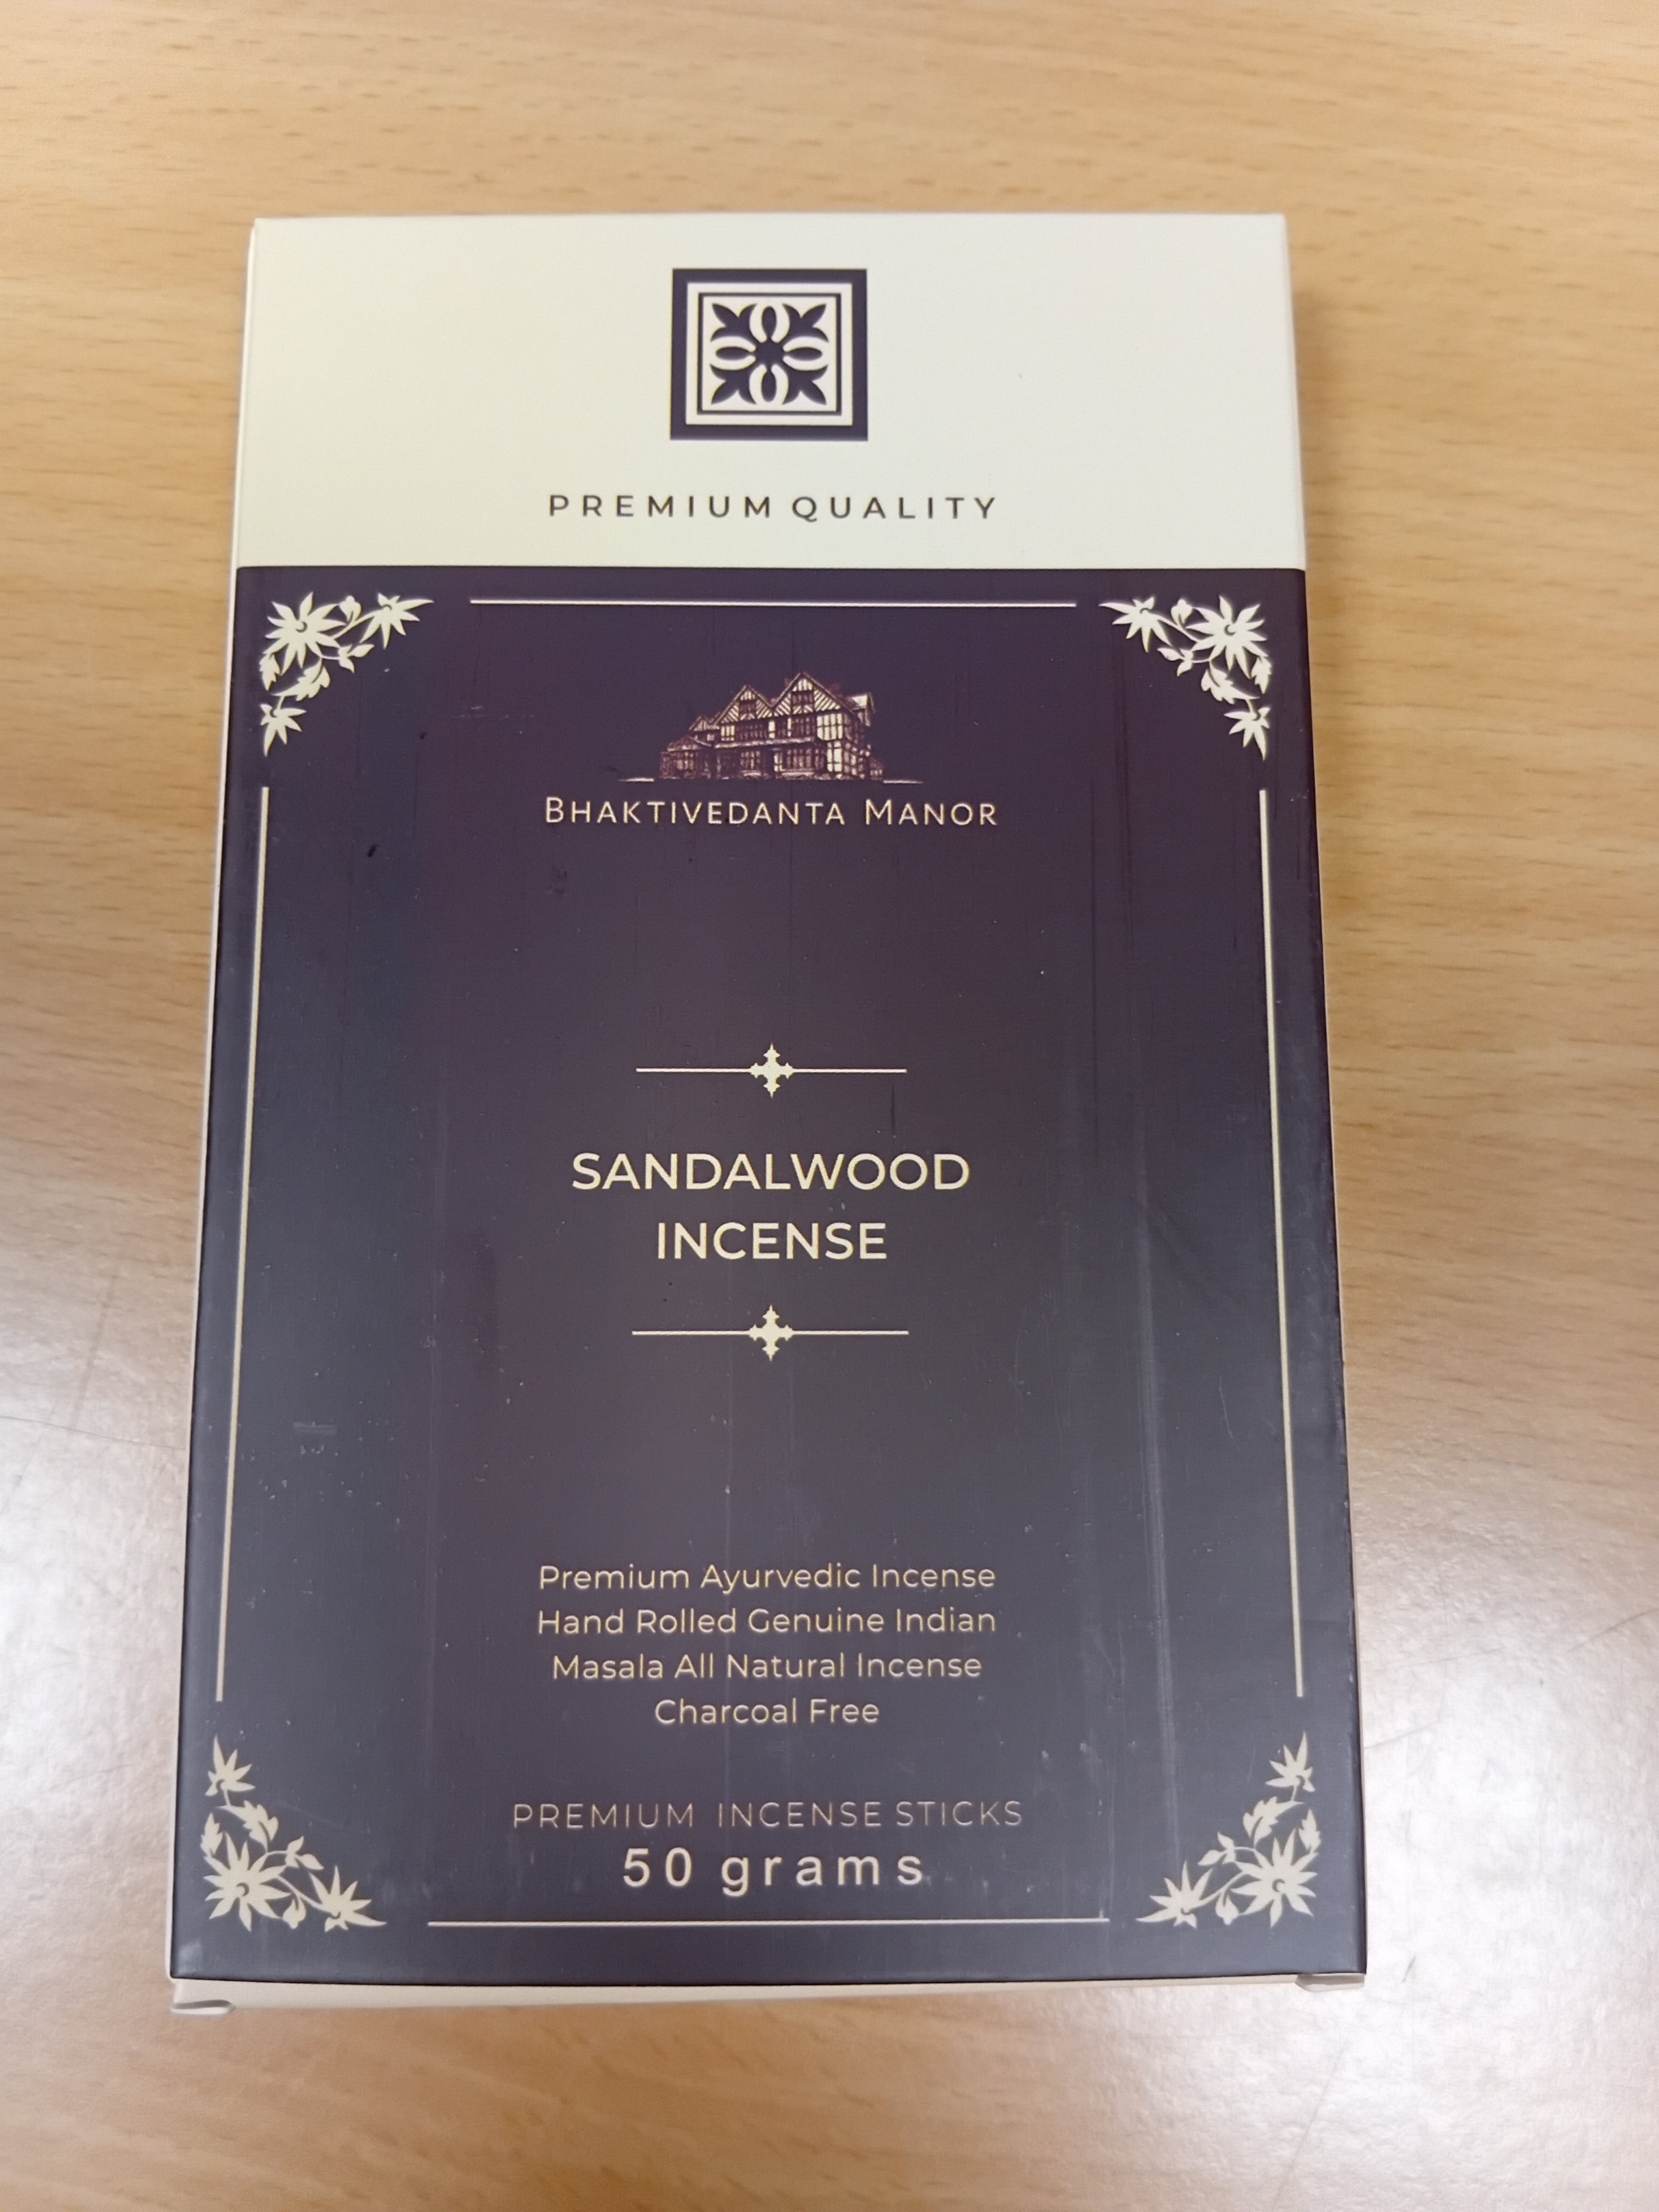 PREMIUM QUALITY
BHAKTIVEDANTA MANOR
SANDALWOOD
INCENSE
Premium Ayurvedic Incense
Hand Rolled Genuine Indian
Masala All Natural Incense
Charcoal Free
PREMIUM INCENSE STICKS
50 grams